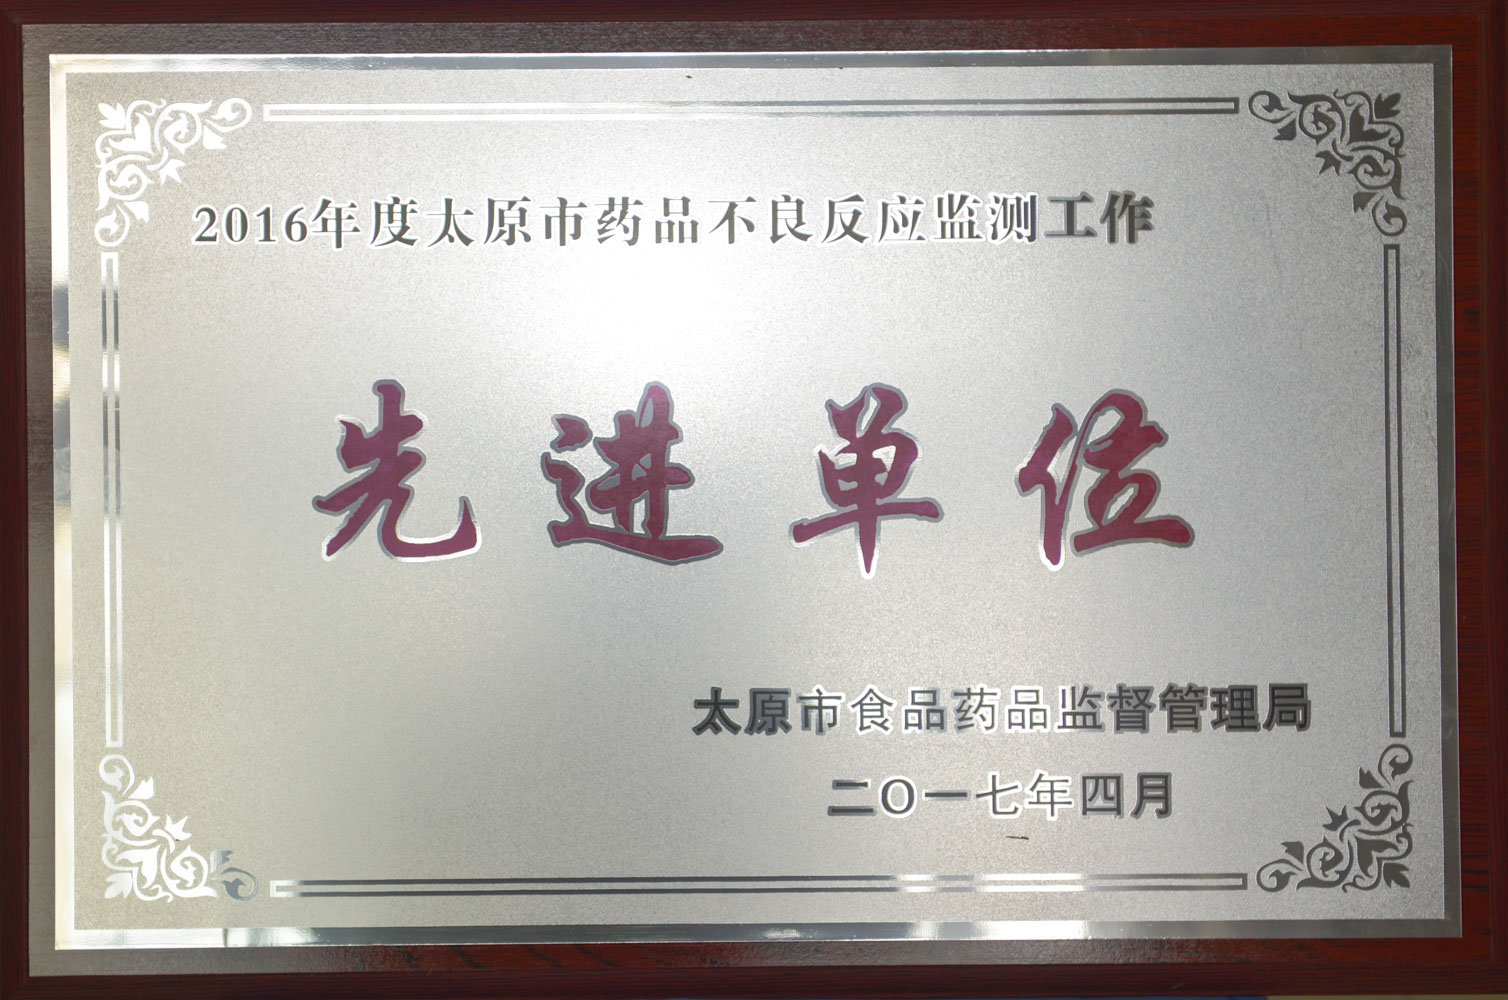 2016年度太原市药品不良反应监测工作
先进单位
太原市食品药品监督管理局
二〇一七年四月